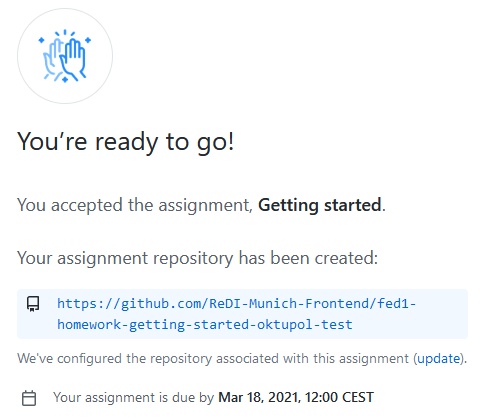 You’re ready to go!
You accepted the assignment, Getting started.
Your assignment repository has been created:
https://github.com/ReDI-Munich-Frontend/fed1-
homework-getting-started-oktupol-test
We've configured the repository associated with this assignment (update).
Your assignment is due by Mar 18, 2021, 12:00 CEST